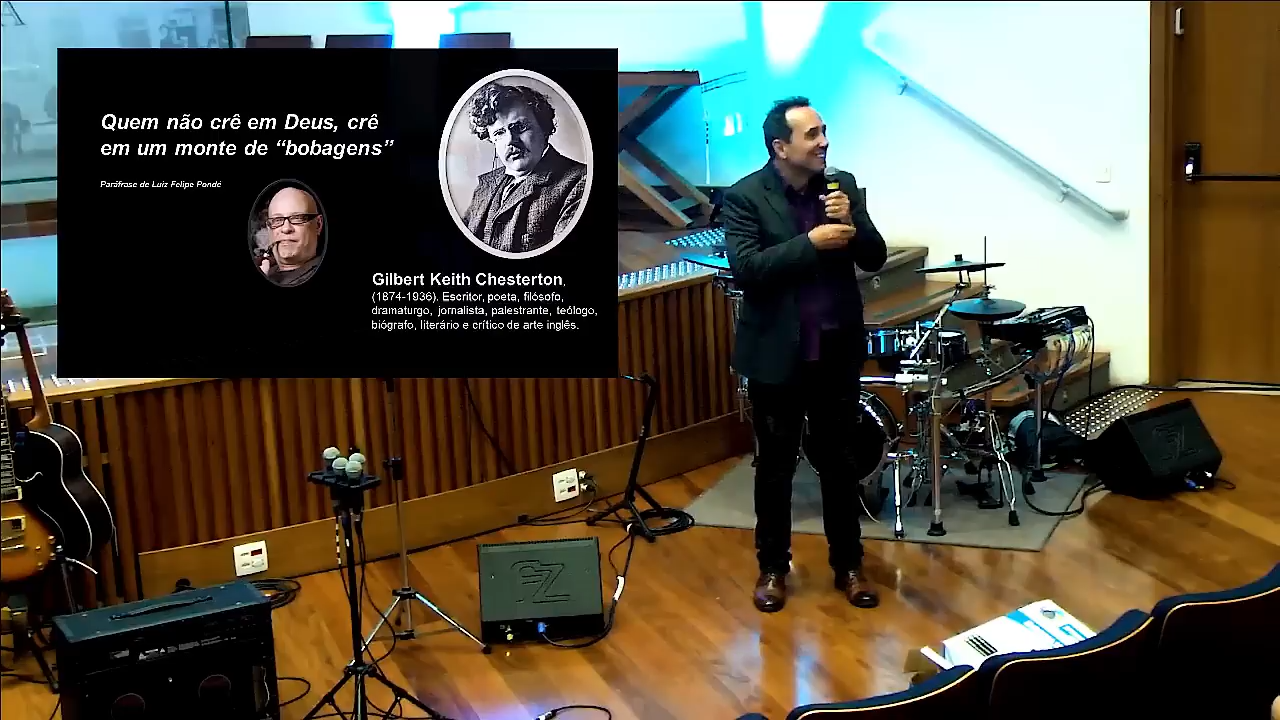 Quem não crê em Deus, crê
em um monte de “bobagens”
Paráfrase de Luiz Felipe Pondé
Gilbert Keith Chesterton,
(1874-1936). Escritor, poeta, filósofo,
dramaturgo, jornalista, palestrante, teólogo,
biógrafo, literário e crítico de arte inglês.